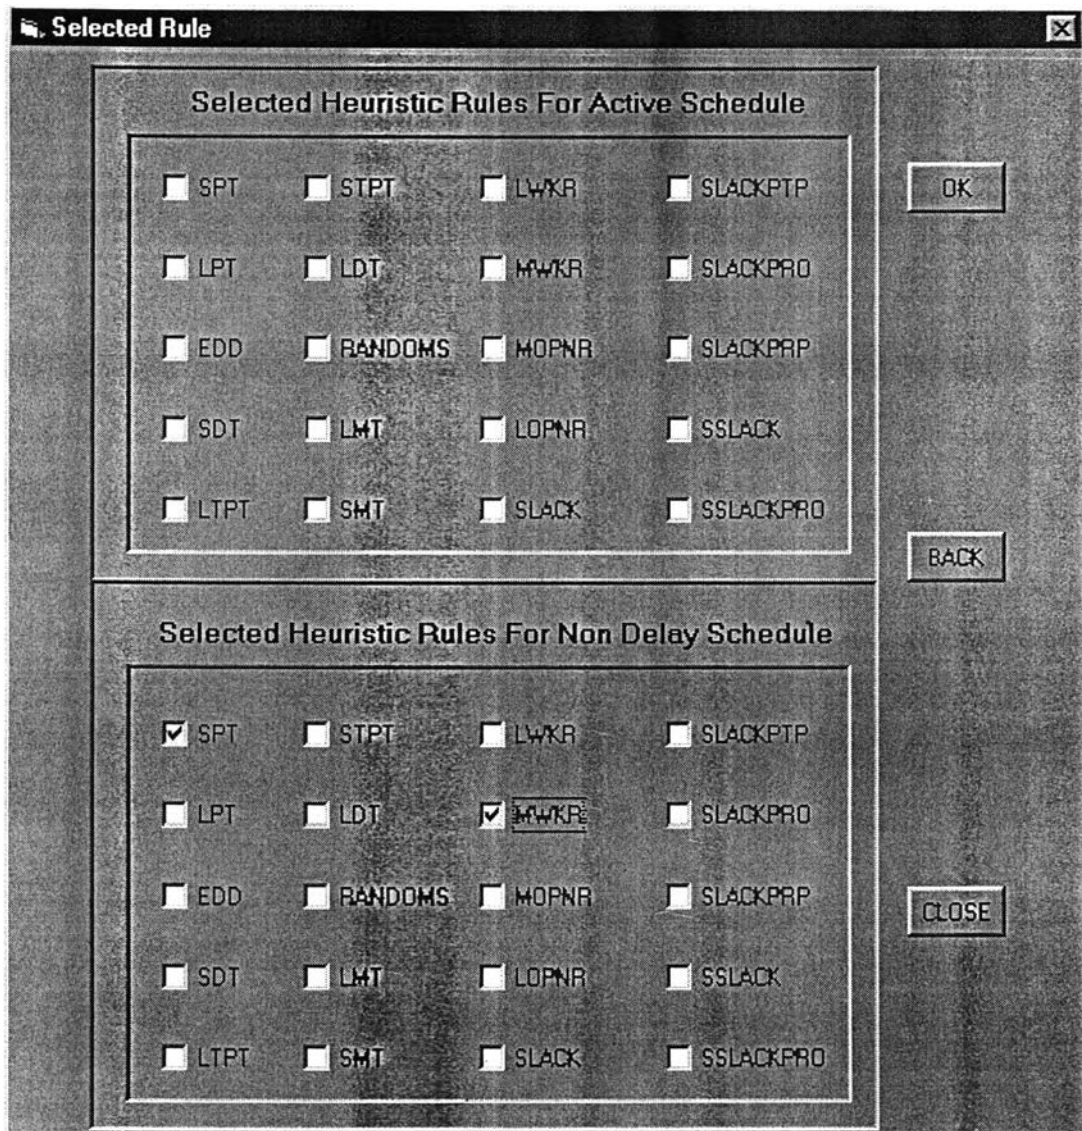 Selected Rule
Selected Heuristic Rules For Active Schedule
SPT STPT LWKR SLACKPTP
OK
LPT LDT MWKR SLACKPRO
EDD RANDOMS MOPNR SLACKPRP
SDT LMT LOPNR SSLACK
LTPT SMT SLACK SSLACKPRO
BACK
Selected Heuristic Rules For Non Delay Schedule
SPT STPT LWKR SLACKPTP
LPT LDT MWKR SLACKPRO
EDD RANDOMS MOPNR SLACKPRP
CLOSE
SDT LMT LOPNR SSLACK
LTPT SMT SLACK SSLACKPRO